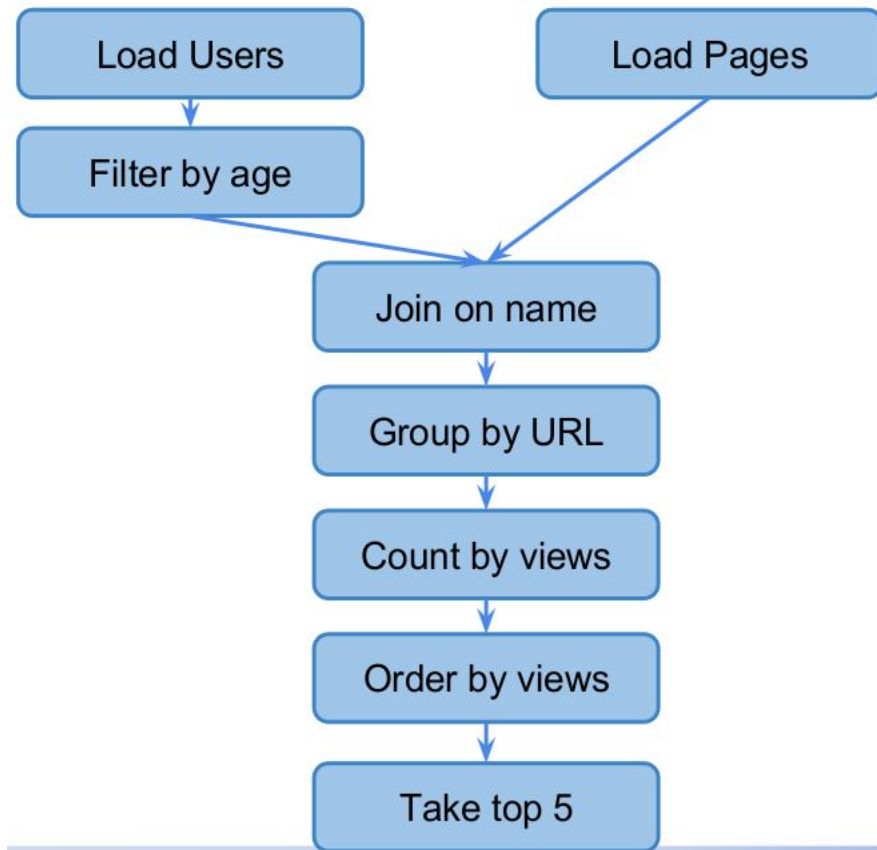 Load Users
Load Pages
Filter by age
Join on name
Group by URL
Count by views
Order by views
Take top 5